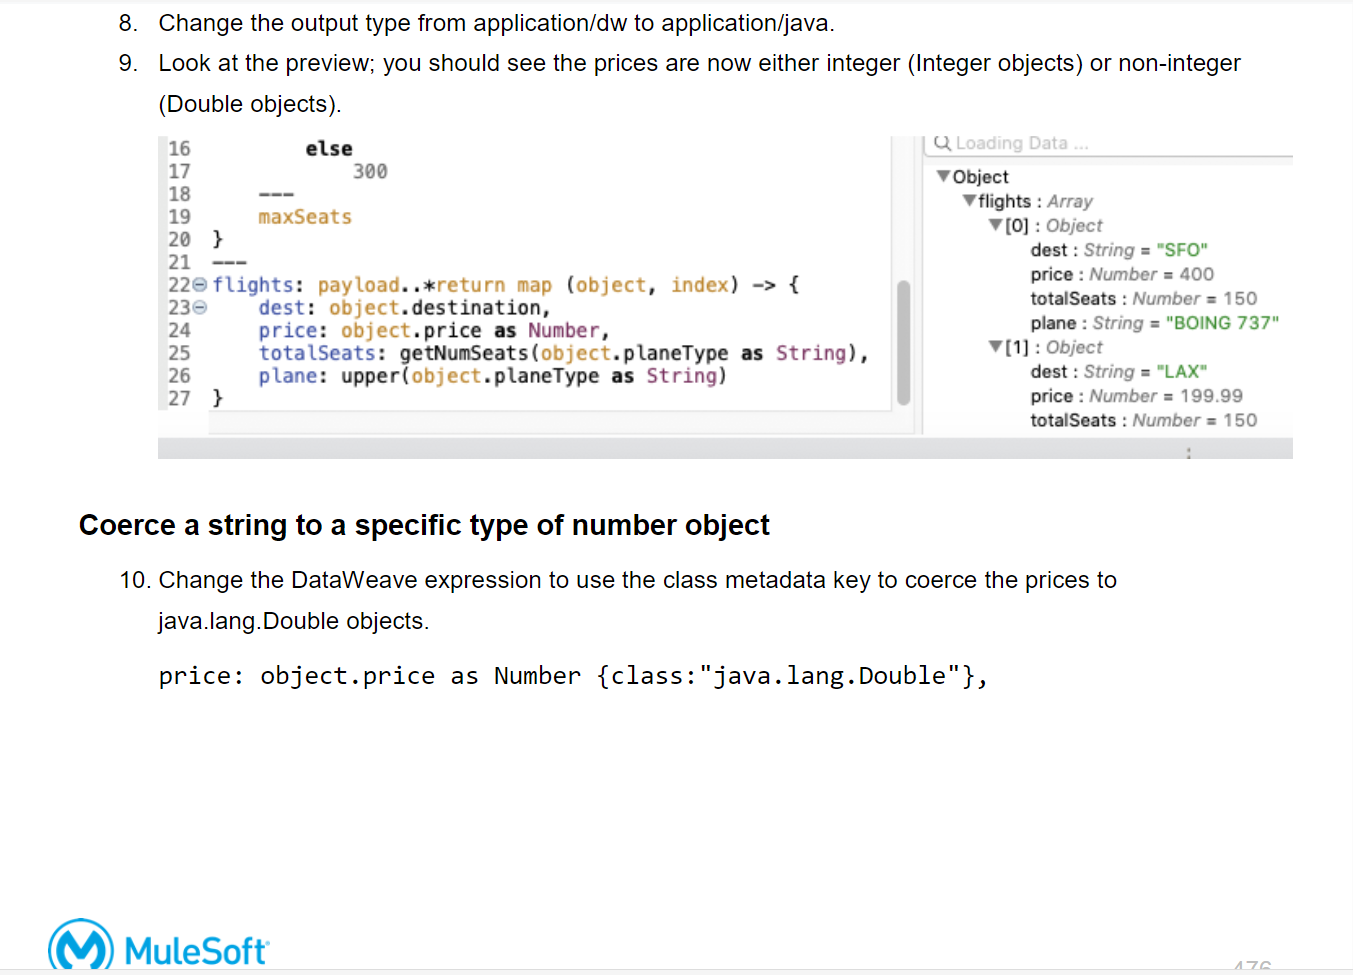 8. Change the output type from application/dw to application/java.
9. Look at the preview; you should see the prices are now either integer (Integer objects) or non-integer
(Double objects).
16 else
17 300
18 ---
19 maxSeats
20 }
21 ---
22 flights: payload..*return map (object, index) -> {
23 dest: object.destination,
24 price: object.price as Number,
25 totalSeats: getNumSeats(object.planeType as String),
26 plane: upper(object.planeType as String)
27 }
Loading Data ...
Object
flights : Array
[0] : Object
dest : String = "SFO"
price : Number = 400
totalSeats : Number = 150
plane : String = "BOING 737"
[1] : Object
dest : String = "LAX"
price : Number = 199.99
totalSeats : Number = 150
Coerce a string to a specific type of number object
10. Change the DataWeave expression to use the class metadata key to coerce the prices to
java.lang.Double objects.
price: object.price as Number {class:"java.lang.Double"},
MuleSoft